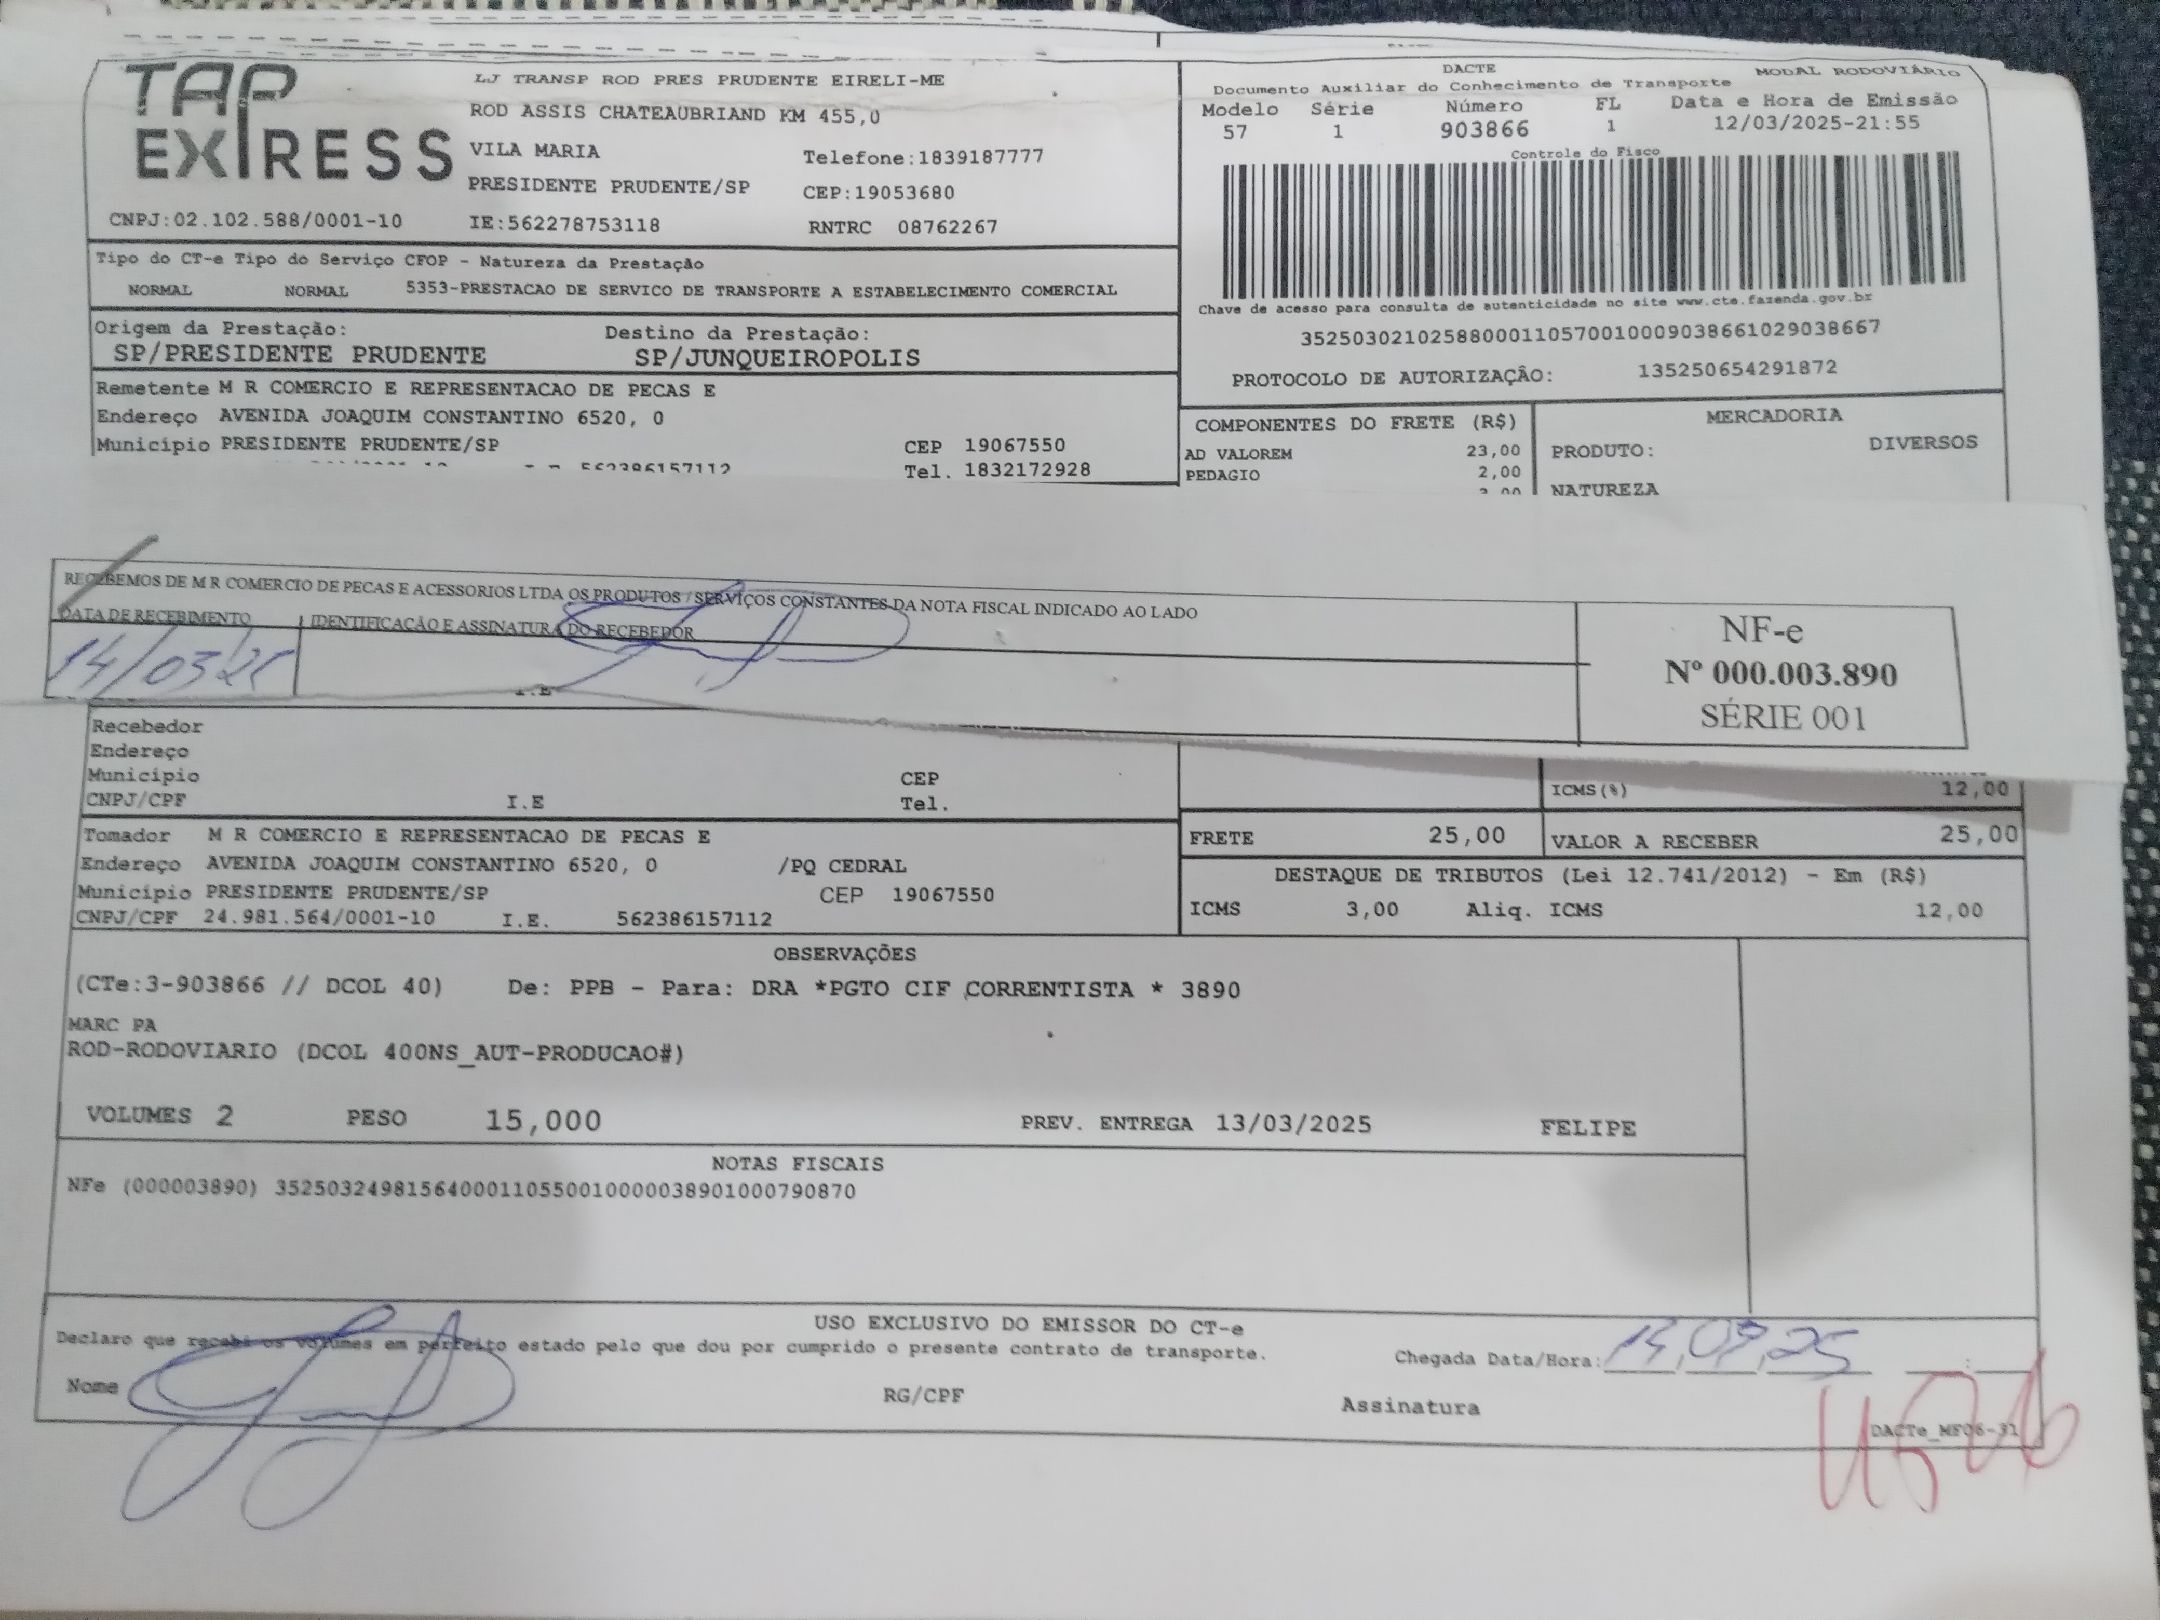 TAP EXPRESS
LJ TRANSP ROD PRES PRUDENTE EIRELI-ME
ROD ASSIS CHATEAUBRIAND KM 455,0
VILA MARIA Telefone:1839187777
PRESIDENTE PRUDENTE/SP CEP:19053680
CNPJ:02.102.588/0001-10 IE:562278753118 RNTRC 08762267
DACTE MODAL RODOVIÁRIO
Documento Auxiliar do Conhecimento de Transporte
Modelo Série Número FL Data e Hora de Emissão
57 1 903866 1 12/03/2025-21:55
Controle do Fisco
Chave de acesso para consulta de autenticidade no site www.cte.fazenda.gov.br
35250302102588000110570010009038661029038667
PROTOCOLO DE AUTORIZAÇÃO: 135250654291872
Tipo do CT-e Tipo do Serviço CFOP - Natureza da Prestação
NORMAL NORMAL 5353-PRESTACAO DE SERVICO DE TRANSPORTE A ESTABELECIMENTO COMERCIAL
Origem da Prestação: Destino da Prestação:
SP/PRESIDENTE PRUDENTE SP/JUNQUEIROPOLIS
Remetente M R COMERCIO E REPRESENTACAO DE PECAS E
Endereço AVENIDA JOAQUIM CONSTANTINO 6520, 0
Município PRESIDENTE PRUDENTE/SP CEP 19067550
562386157112 Tel. 1832172928
COMPONENTES DO FRETE (R$) MERCADORIA
AD VALOREM 23,00 PRODUTO: DIVERSOS
PEDAGIO 2,00
NATUREZA
RECEBEMOS DE M R COMERCIO DE PECAS E ACESSORIOS LTDA OS PRODUTOS / SERVIÇOS CONSTANTES DA NOTA FISCAL INDICADO AO LADO
DATA DE RECEBIMENTO IDENTIFICAÇÃO E ASSINATURA DO RECEBEDOR
14/03/25
NF-e
Nº 000.003.890
SÉRIE 001
I.E
Recebedor
Endereço
Município CEP
CNPJ/CPF I.E Tel.
ICMS(%) 12,00
Tomador M R COMERCIO E REPRESENTACAO DE PECAS E
Endereço AVENIDA JOAQUIM CONSTANTINO 6520, 0 /PQ CEDRAL
Município PRESIDENTE PRUDENTE/SP CEP 19067550
CNPJ/CPF 24.981.564/0001-10 I.E. 562386157112
FRETE 25,00 VALOR A RECEBER 25,00
DESTAQUE DE TRIBUTOS (Lei 12.741/2012) - Em (R$)
ICMS 3,00 Aliq. ICMS 12,00
OBSERVAÇÕES
(CTe:3-903866 // DCOL 40) De: PPB - Para: DRA *PGTO CIF CORRENTISTA * 3890
MARC PA
ROD-RODOVIARIO (DCOL 400NS_AUT-PRODUCAO#)
VOLUMES 2 PESO 15,000 PREV. ENTREGA 13/03/2025 FELIPE
NOTAS FISCAIS
NFe (000003890) 35250324981564000110550010000038901000790870
USO EXCLUSIVO DO EMISSOR DO CT-e
Declaro que recebi os volumes em perfeito estado pelo que dou por cumprido o presente contrato de transporte.
Chegada Data/Hora:
Nome RG/CPF Assinatura
DACTe_MF06-31